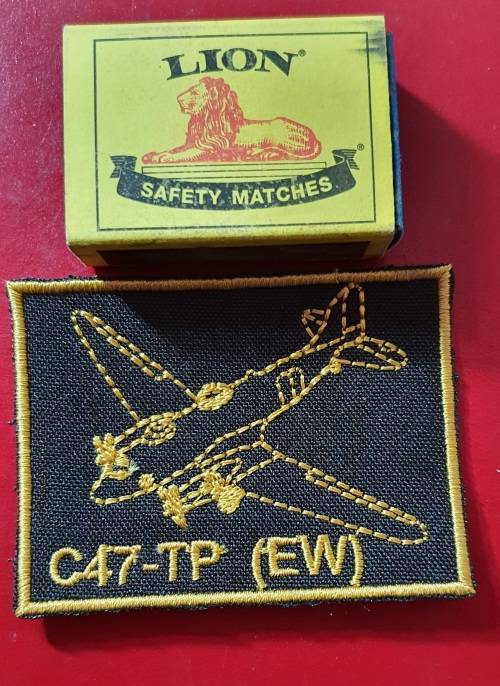 LION®
®
SAFETY MATCHES
C47-TP (EW)